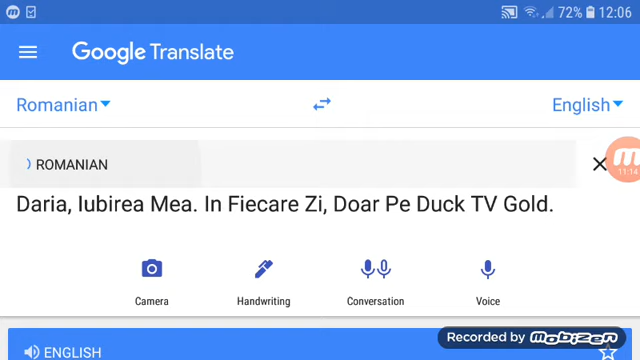 72% 12:06
Google Translate
Romanian English
ROMANIAN
11:14
Daria, Iubirea Mea. In Fiecare Zi, Doar Pe Duck TV Gold.
Camera Handwriting Conversation Voice
Recorded by mobizen
ENGLISH